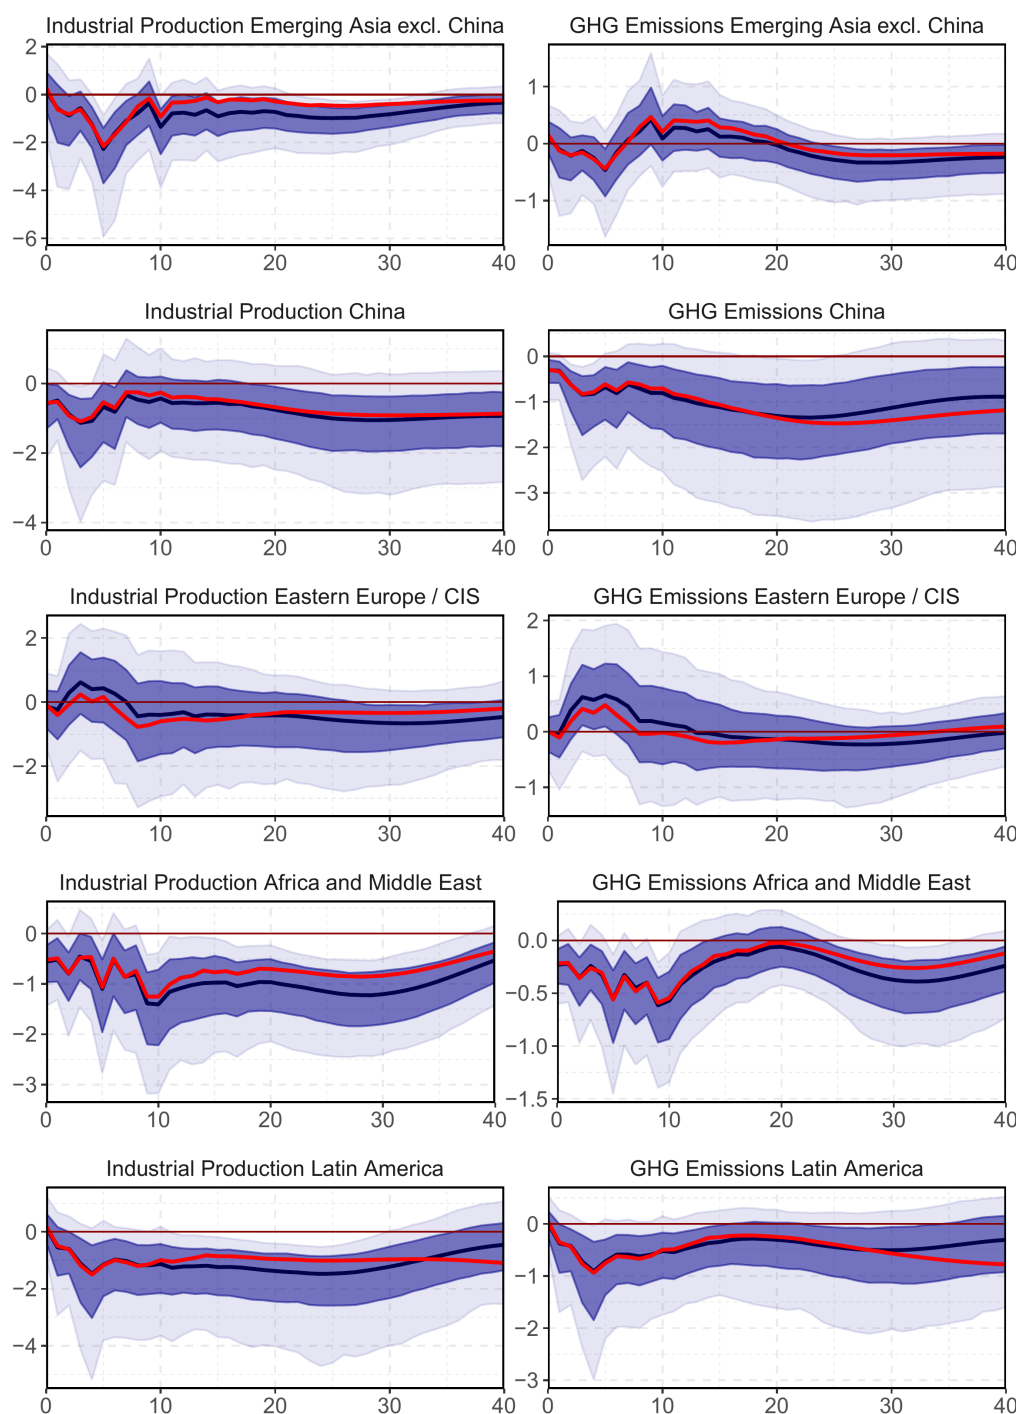 Industrial Production Emerging Asia excl. China
GHG Emissions Emerging Asia excl. China
2
0
−2
−4
−6
0 10 20 30 40
1
0
−1
0 10 20 30 40
Industrial Production China
GHG Emissions China
0
−2
−4
0 10 20 30 40
0
−1
−2
−3
0 10 20 30 40
Industrial Production Eastern Europe / CIS
GHG Emissions Eastern Europe / CIS
2
0
−2
0 10 20 30 40
2
1
0
−1
0 10 20 30 40
Industrial Production Africa and Middle East
GHG Emissions Africa and Middle East
0
−1
−2
−3
0 10 20 30 40
0.0
−0.5
−1.0
−1.5
0 10 20 30 40
Industrial Production Latin America
GHG Emissions Latin America
0
−2
−4
0 10 20 30 40
0
−1
−2
−3
0 10 20 30 40